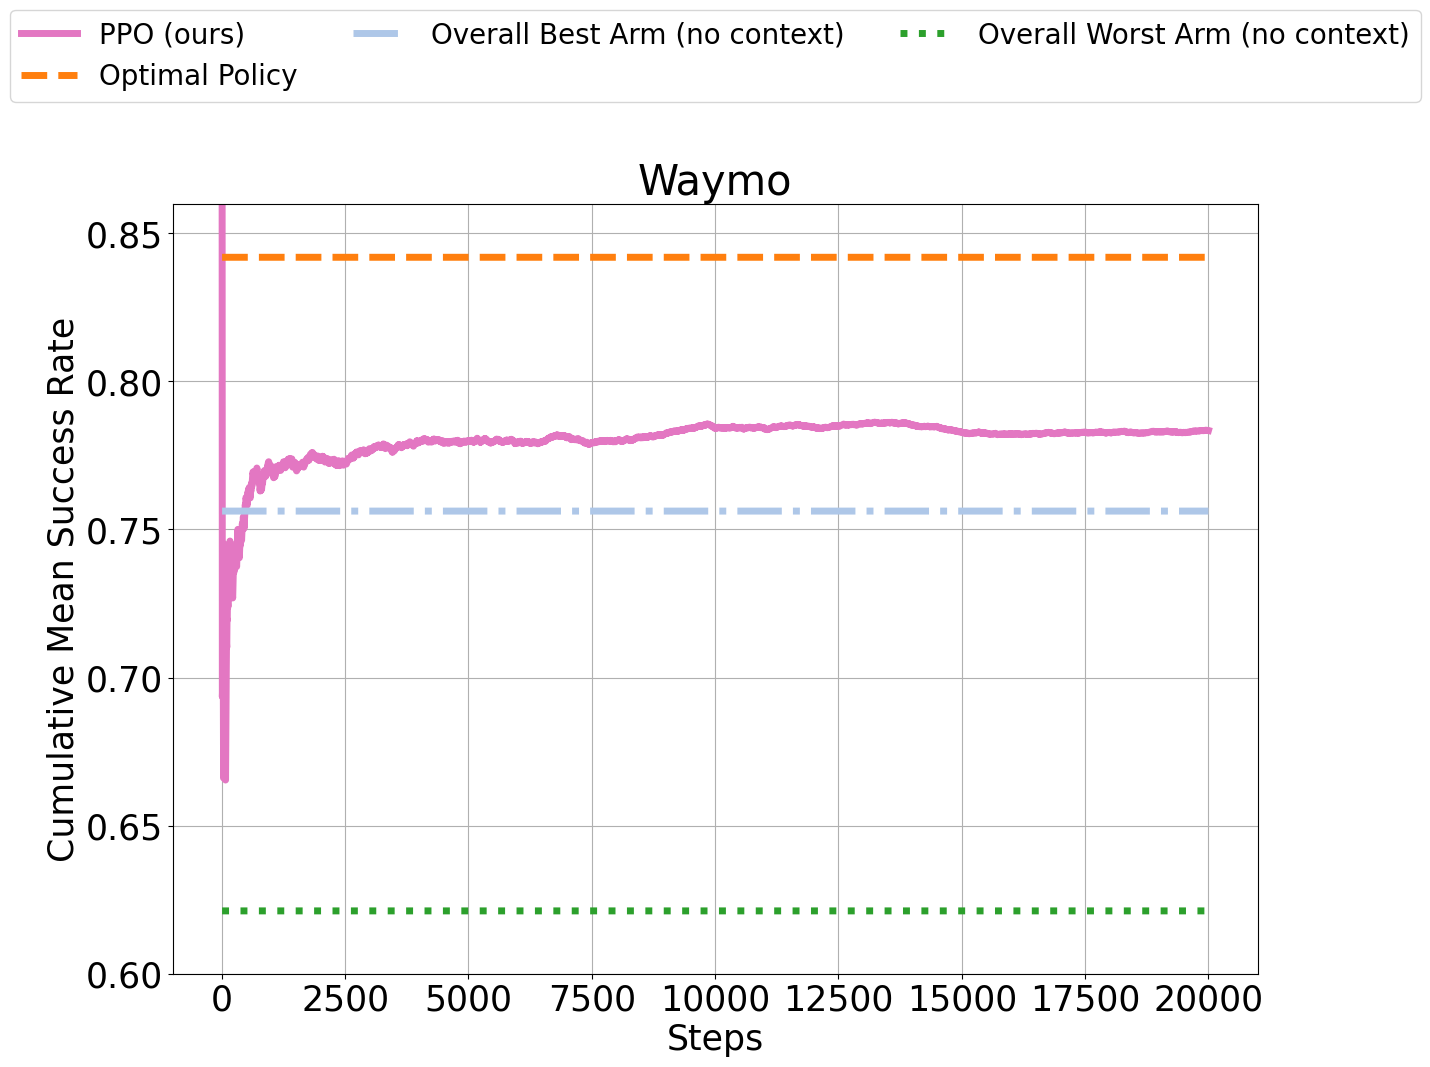 PPO (ours)
Optimal Policy
Overall Best Arm (no context)
Overall Worst Arm (no context)
Waymo
Cumulative Mean Success Rate
0.85
0.80
0.75
0.70
0.65
0.60
0 2500 5000 7500 10000 12500 15000 17500 20000
Steps